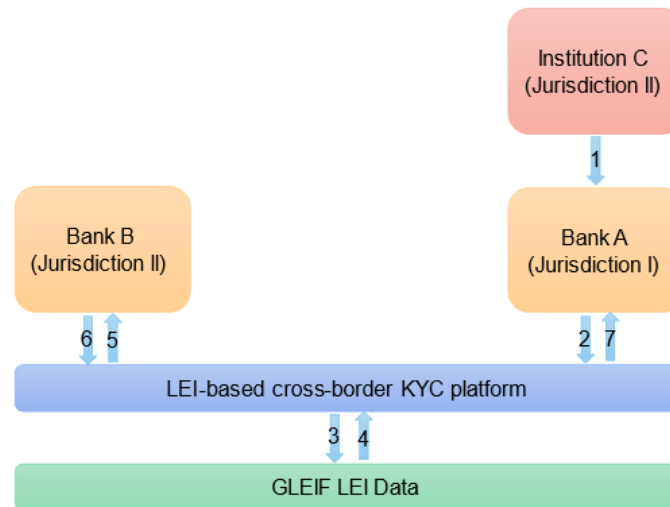 Institution C
(Jurisdiction II)
1
Bank B
(Jurisdiction II)
Bank A
(Jurisdiction I)
6 5
2 7
LEI-based cross-border KYC platform
3 4
GLEIF LEI Data